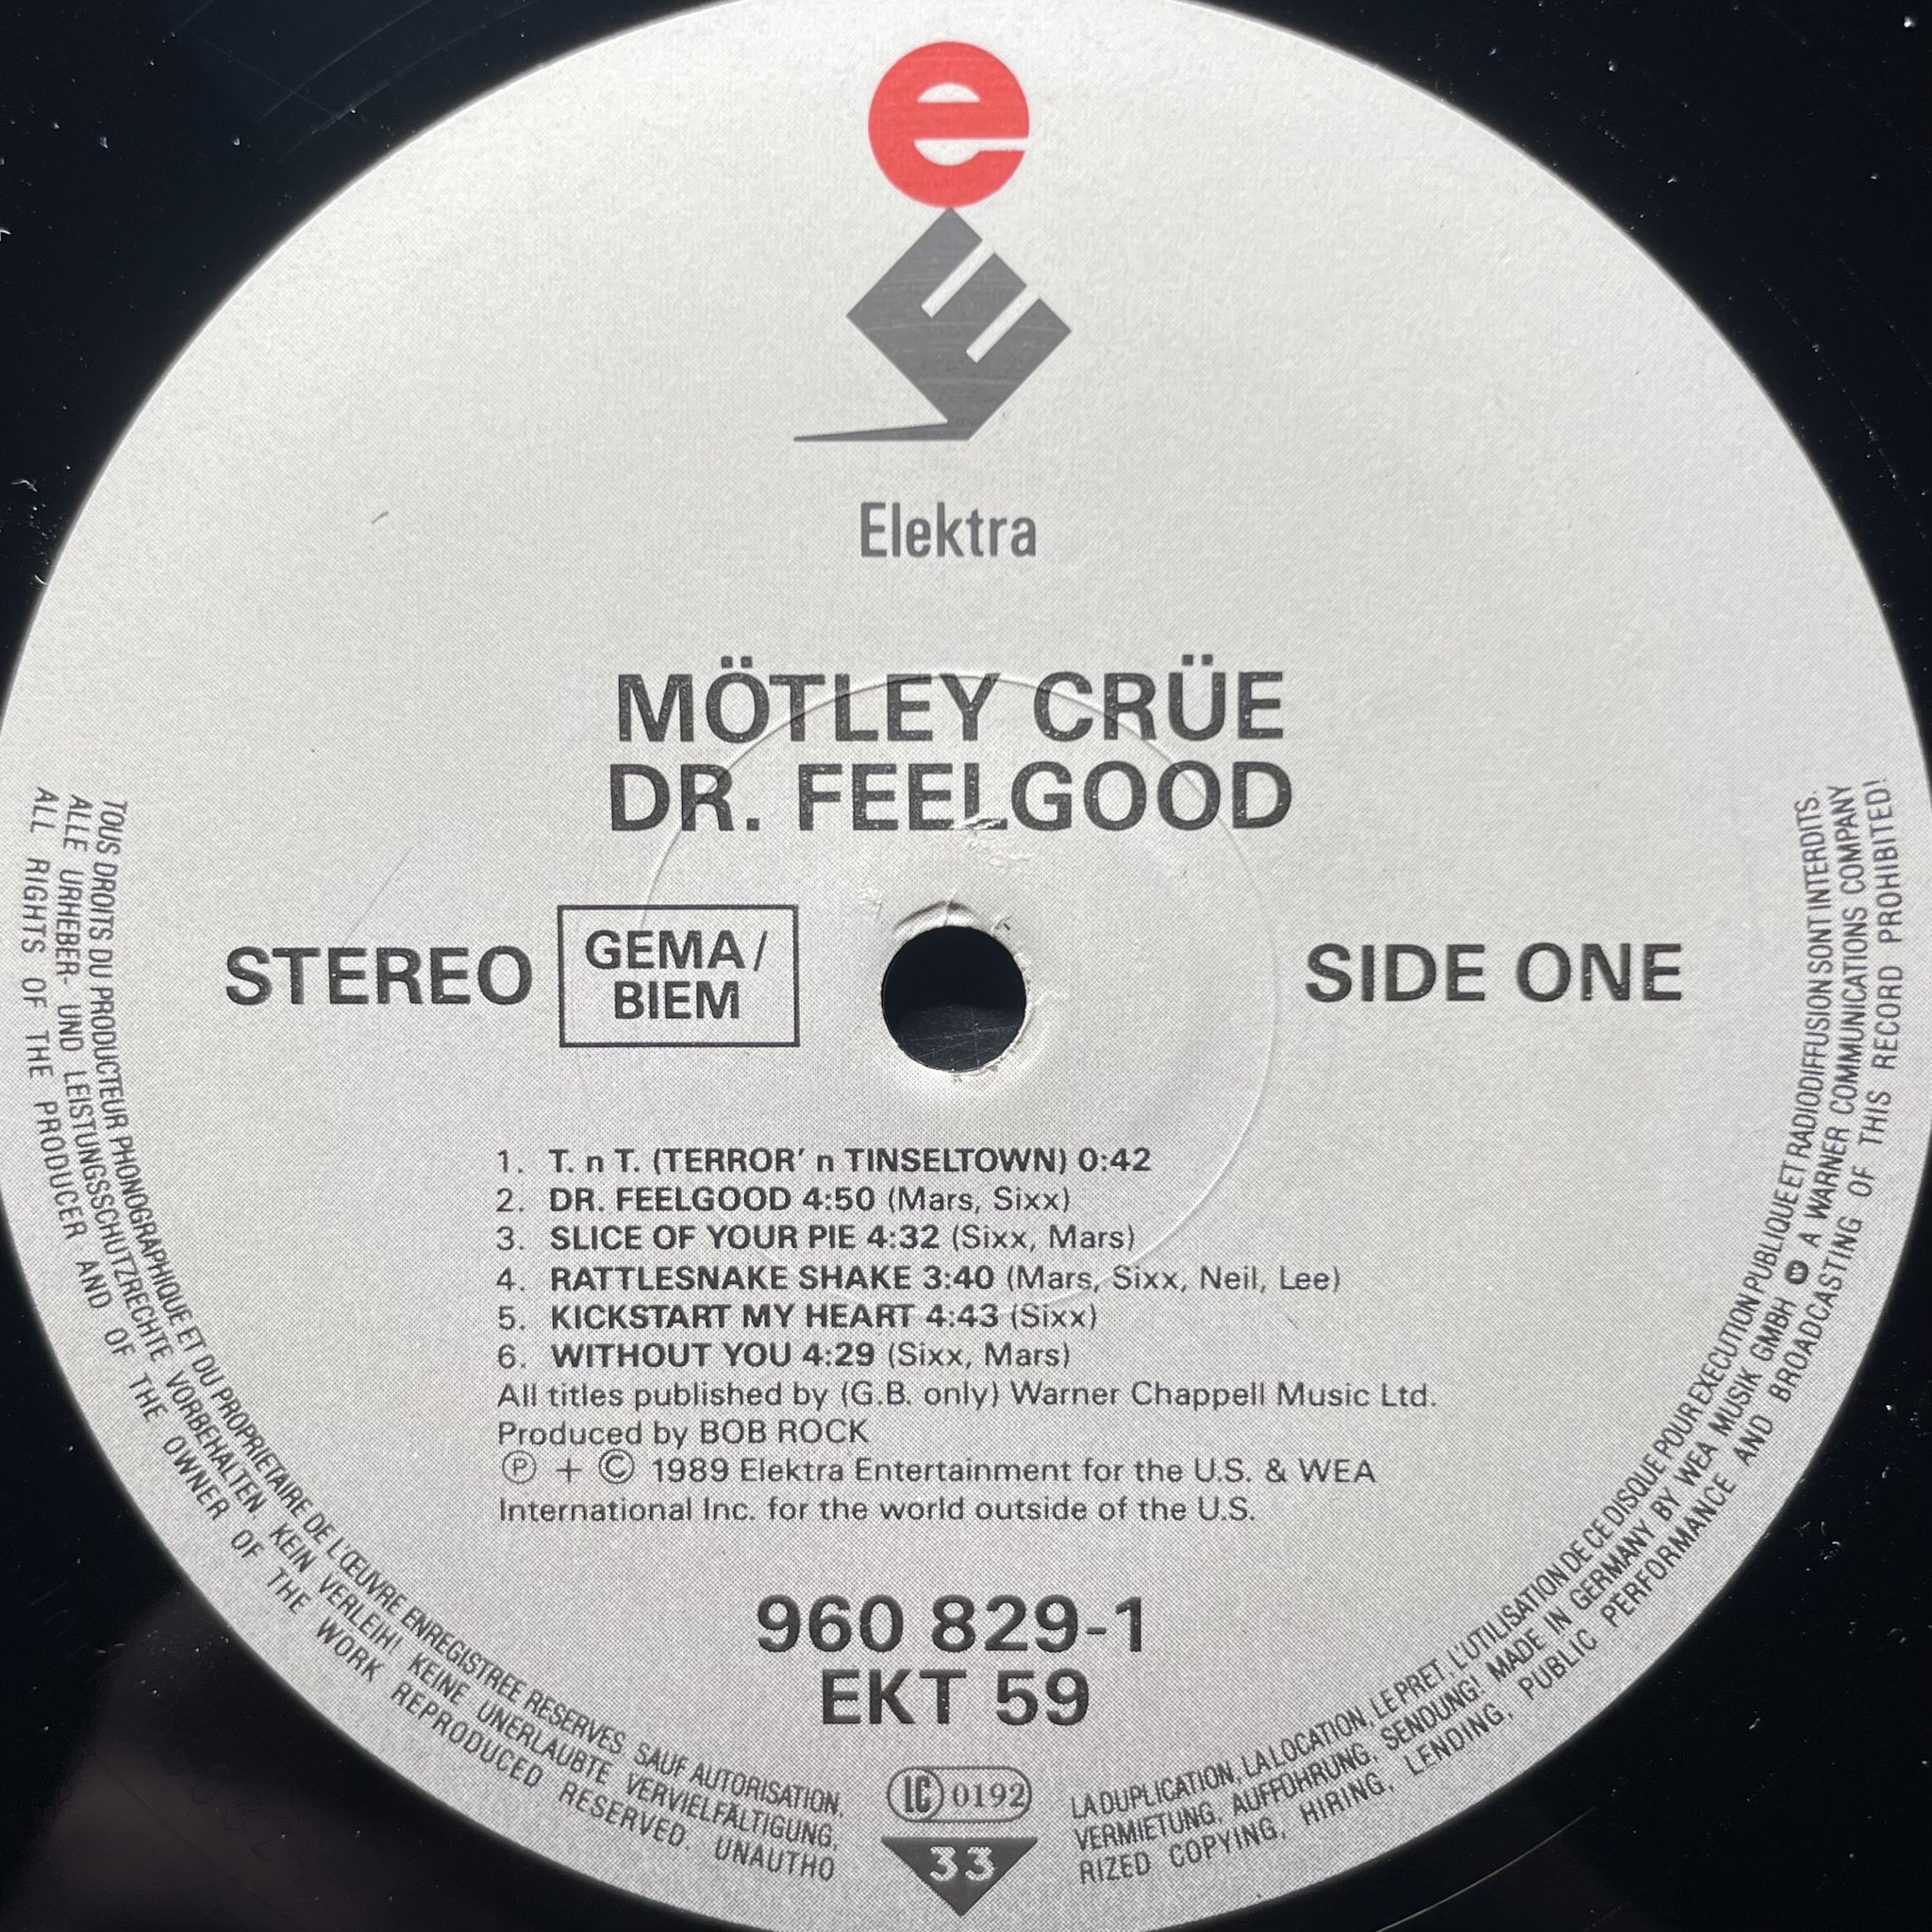 e
E
Elektra
MÖTLEY CRÜE
DR. FEELGOOD
STEREO
GEMA/
BIEM
SIDE ONE
1. T. n T. (TERROR' n TINSELTOWN) 0:42
2. DR. FEELGOOD 4:50 (Mars, Sixx)
3. SLICE OF YOUR PIE 4:32 (Sixx, Mars)
4. RATTLESNAKE SHAKE 3:40 (Mars, Sixx, Neil, Lee)
5. KICKSTART MY HEART 4:43 (Sixx)
6. WITHOUT YOU 4:29 (Sixx, Mars)
All titles published by (G.B. only) Warner Chappell Music Ltd.
Produced by BOB ROCK
Ⓟ + © 1989 Elektra Entertainment for the U.S. & WEA
International Inc. for the world outside of the U.S.
960 829-1
EKT 59
LC 0192
33
TOUS DROITS DU PRODUCTEUR PHONOGRAPHIQUE ET DU PROPRIETAIRE DE L'ŒUVRE ENREGISTREE RESERVES SAUF AUTORISATION, LA DUPLICATION, LA LOCATION, LE PRET, L'UTILISATION DE CE DISQUE POUR EXECUTION PUBLIQUE ET RADIODIFFUSION SONT INTERDITS.
ALLE URHEBER- UND LEISTUNGSSCHUTZRECHTE VORBEHALTEN. KEIN VERLEIH! KEINE UNERLAUBTE VERVIELFÄLTIGUNG, VERMIETUNG, AUFFÜHRUNG, SENDUNG! MADE IN GERMANY BY WEA MUSIK GMBH A WARNER COMMUNICATIONS COMPANY
ALL RIGHTS OF THE PRODUCER AND OF THE OWNER OF THE WORK REPRODUCED RESERVED. UNAUTHORIZED COPYING, HIRING, LENDING, PUBLIC PERFORMANCE AND BROADCASTING OF THIS RECORD PROHIBITED!